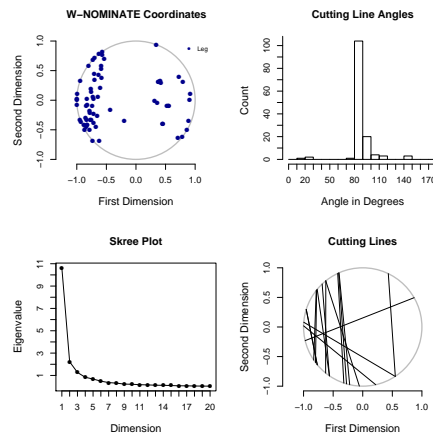 W−NOMINATE Coordinates
Second Dimension
−1.0 −0.5 0.0 0.5 1.0
Leg
−1.0 −0.5 0.0 0.5 1.0
First Dimension
Cutting Line Angles
Count
0 20 40 60 80 100
0 20 50 80 110 140 170
Angle in Degrees
Skree Plot
Eigenvalue
1 3 5 7 9 11
1 3 5 7 9 11 14 17 20
Dimension
Cutting Lines
Second Dimension
−1.0 −0.5 0.0 0.5 1.0
−1.0 −0.5 0.0 0.5 1.0
First Dimension